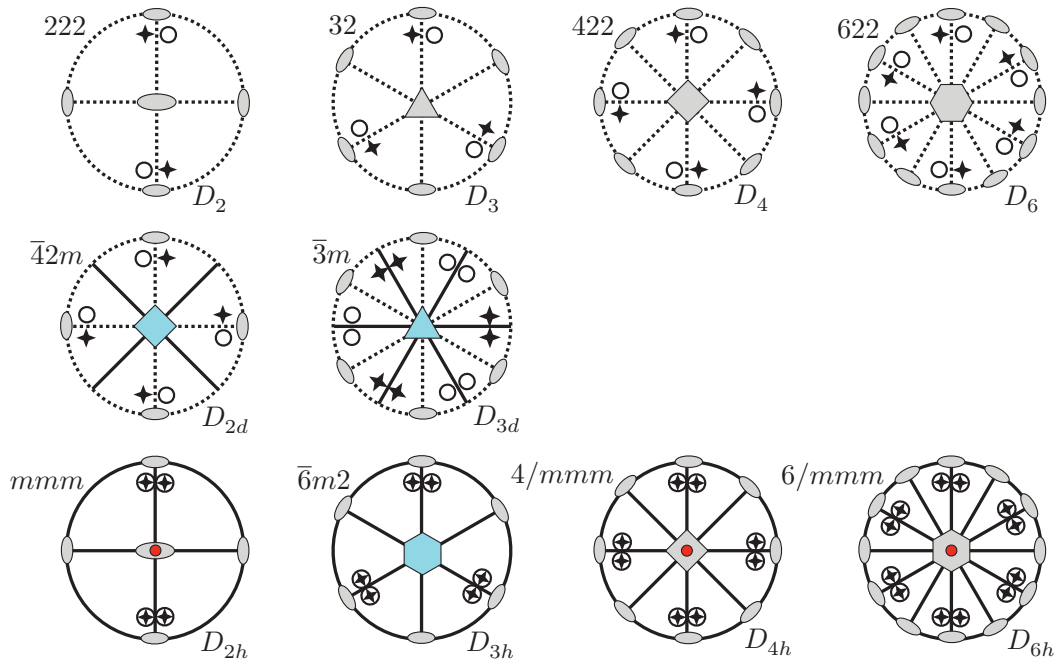 222
32
422
622
D₂
D₃
D₄
D₆
4̅2m
3̅m
D₂d
D₃d
mmm
6̅m2
4/mmm
6/mmm
D₂h
D₃h
D₄h
D₆h